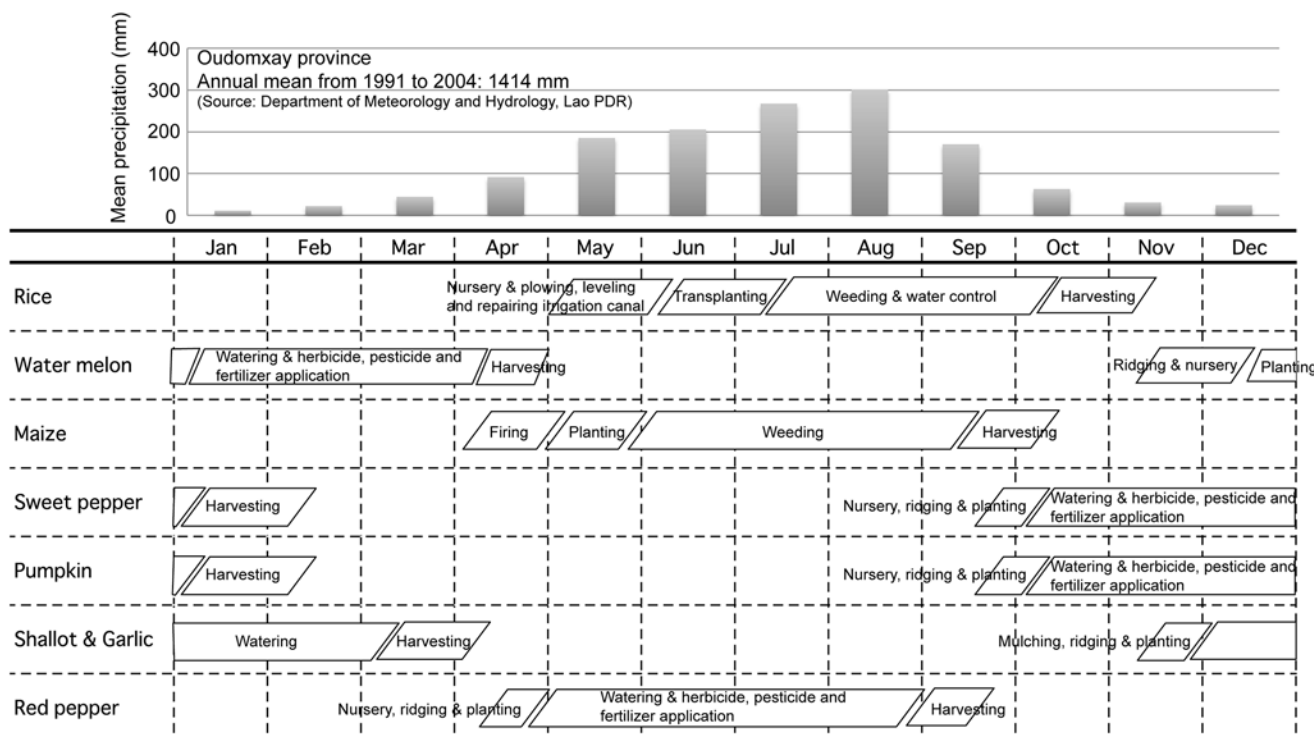 Mean precipitation (mm)
400
300
200
100
0
Oudomxay province
Annual mean from 1991 to 2004: 1414 mm
(Source: Department of Meteorology and Hydrology, Lao PDR)
Jan Feb Mar Apr May Jun Jul Aug Sep Oct Nov Dec
Rice
Nursery & plowing, leveling
and repairing irrigation canal
Transplanting
Weeding & water control
Harvesting
Water melon
Watering & herbicide, pesticide and
fertilizer application
Harvesting
Ridging & nursery
Planting
Maize
Firing
Planting
Weeding
Harvesting
Sweet pepper
Harvesting
Nursery, ridging & planting
Watering & herbicide, pesticide and
fertilizer application
Pumpkin
Harvesting
Nursery, ridging & planting
Watering & herbicide, pesticide and
fertilizer application
Shallot & Garlic
Watering
Harvesting
Mulching, ridging & planting
Red pepper
Nursery, ridging & planting
Watering & herbicide, pesticide and
fertilizer application
Harvesting